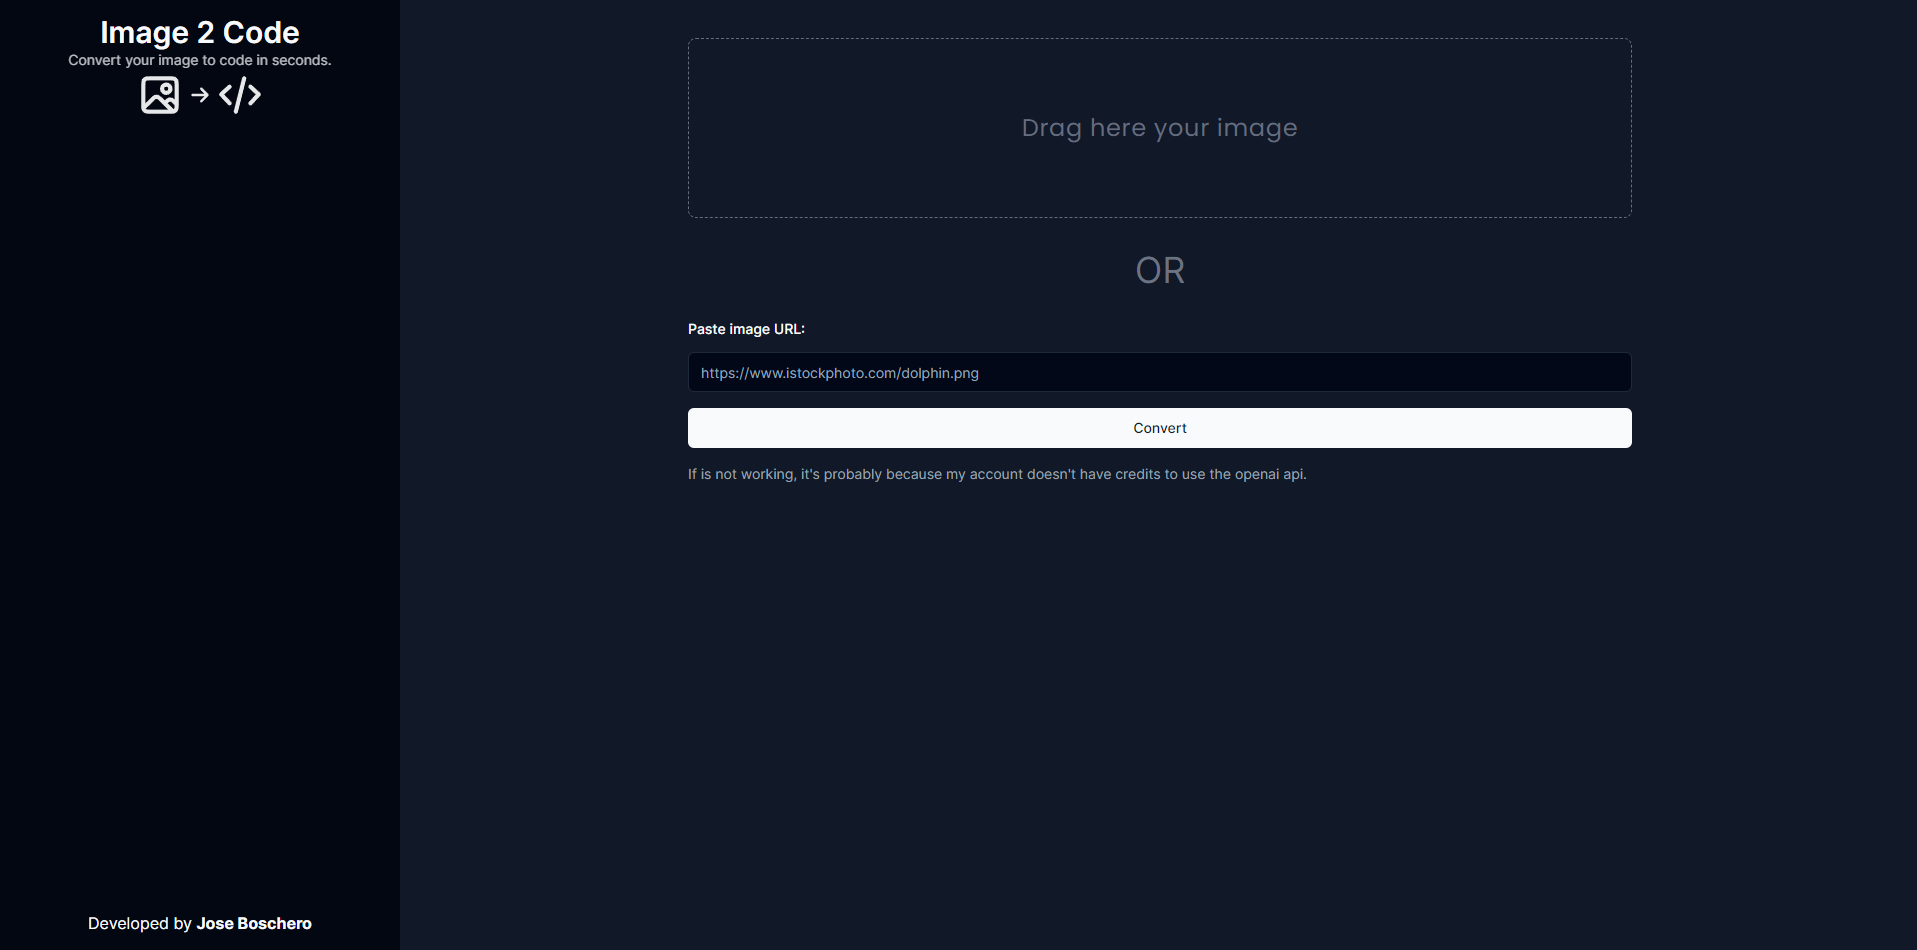 Image 2 Code
Convert your image to code in seconds.
Developed by Jose Boschero
Drag here your image
OR
Paste image URL:
https://www.istockphoto.com/dolphin.png
Convert
If is not working, it's probably because my account doesn't have credits to use the openai api.